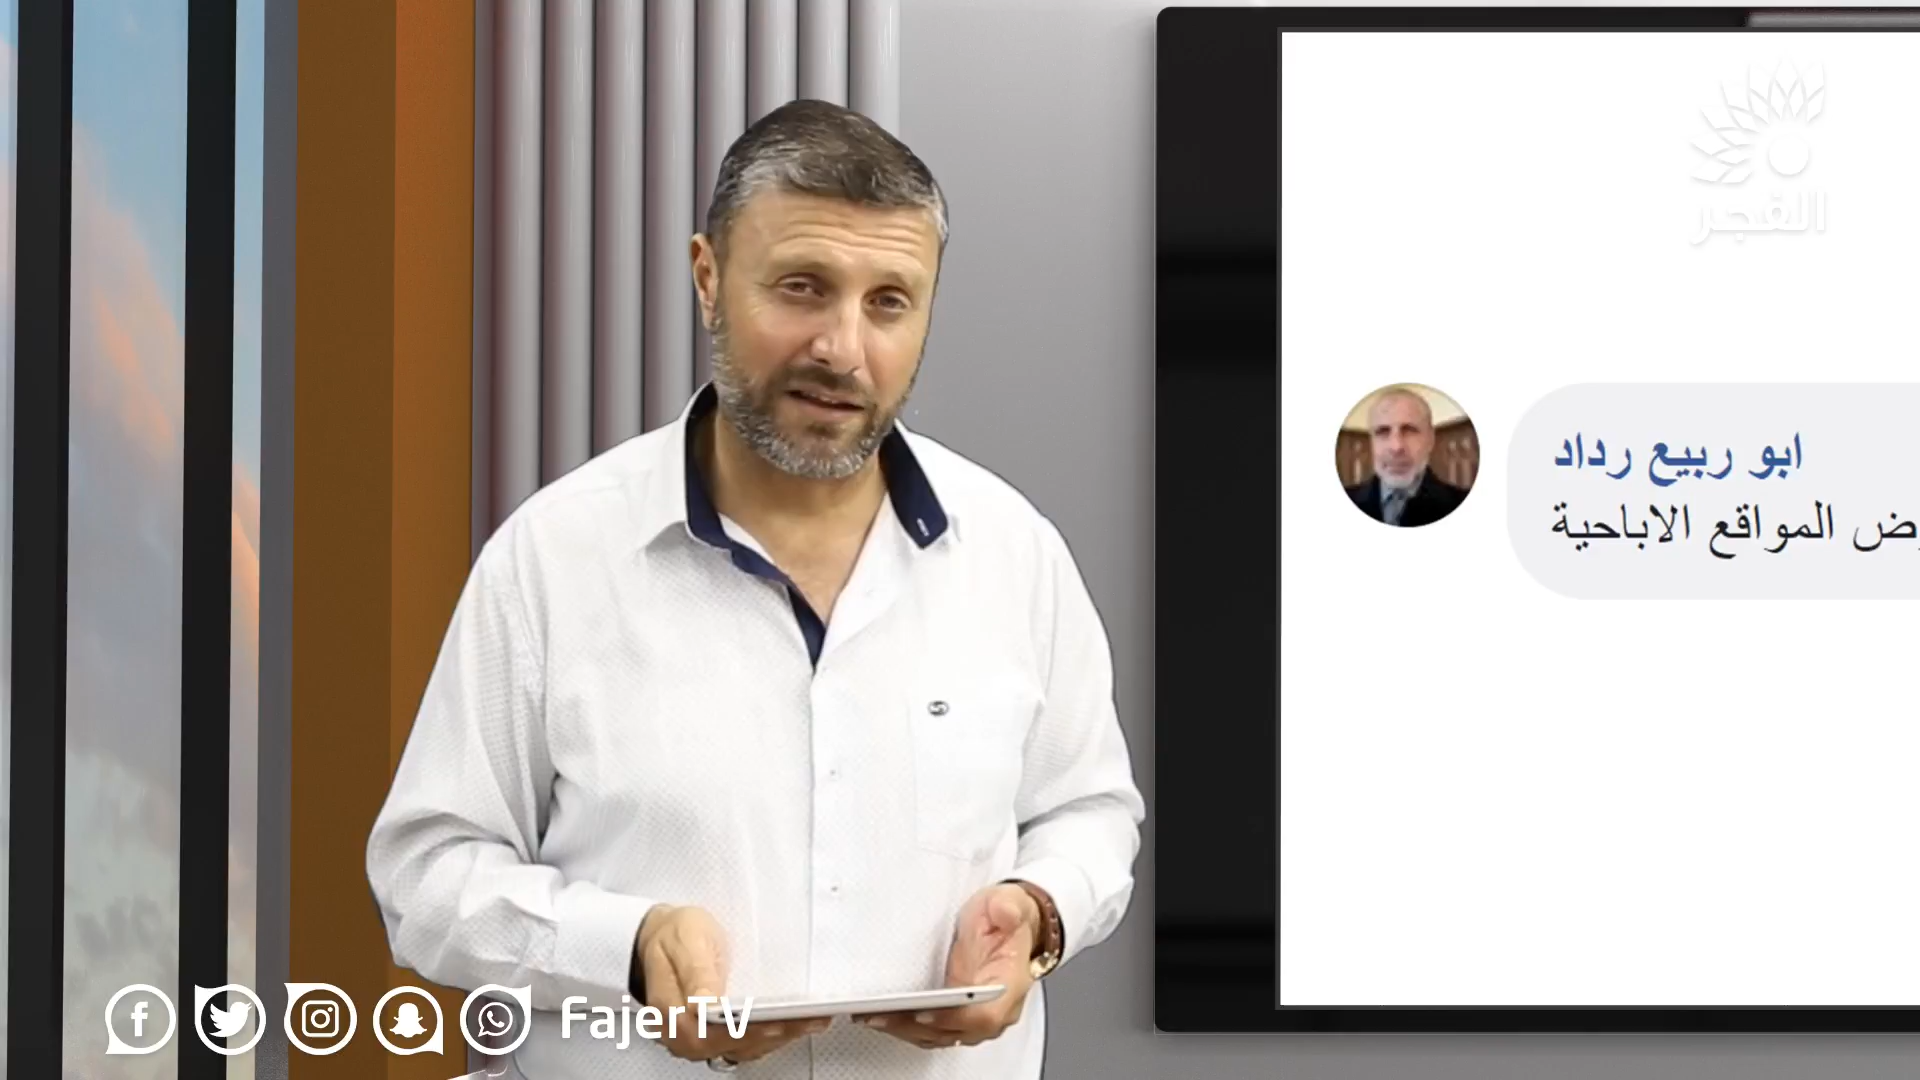 الفجر
ابو ربيع رداد
المواقع الاباحية
FajerTV